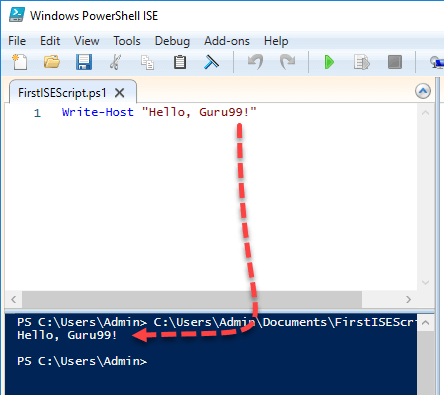 Windows PowerShell ISE
File Edit View Tools Debug Add-ons Help
FirstISEScript.ps1
1 Write-Host "Hello, Guru99!"
PS C:\Users\Admin> C:\Users\Admin\Documents\FirstISEScri
Hello, Guru99!
PS C:\Users\Admin>